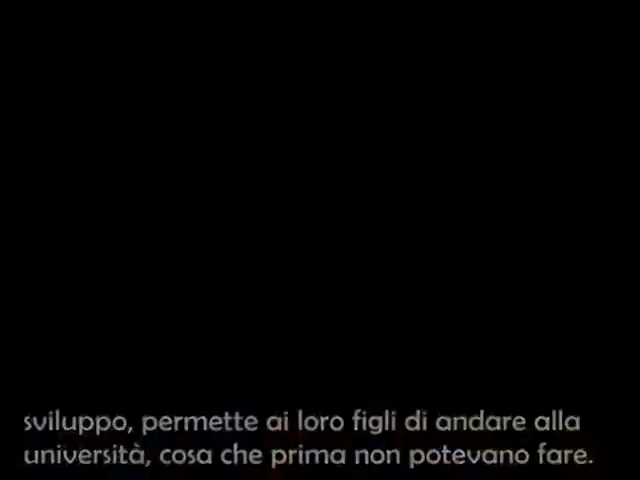 sviluppo, permette ai loro figli di andare alla
università, cosa che prima non potevano fare.